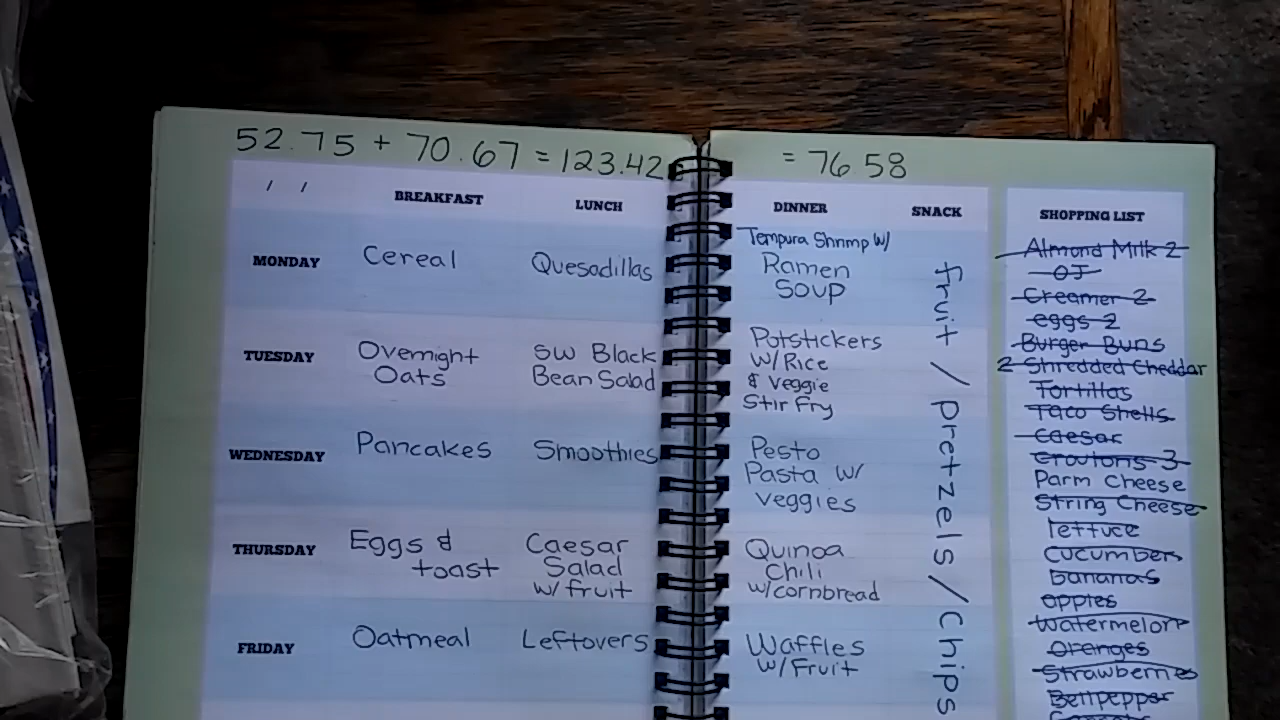 52.75 + 70.67 = 123.42 = 76 58
BREAKFAST LUNCH DINNER SNACK SHOPPING LIST
MONDAY
Cereal
Quesadillas
Tempura Shrimp W/
Ramen
Soup
TUESDAY
Overnight
Oats
SW Black
Bean Salad
Potstickers
W/Rice
& Veggie
Stir Fry
WEDNESDAY
Pancakes
Smoothies
Pesto
Pasta w/
veggies
THURSDAY
Eggs &
toast
Caesar
Salad
w/ fruit
Quinoa
Chili
w/cornbread
FRIDAY
Oatmeal
Leftovers
Waffles
w/Fruit
fruit / pretzels / chips
Almond Milk 2
OJ
Creamer 2
eggs 2
Burger Buns
2 Shredded Cheddar
Tortillas
Taco Shells
Caesar
Croutons 3
Parm Cheese
String Cheese
lettuce
Cucumbers
bananas
apples
Watermelon
Oranges
Strawberries
Bellpepper